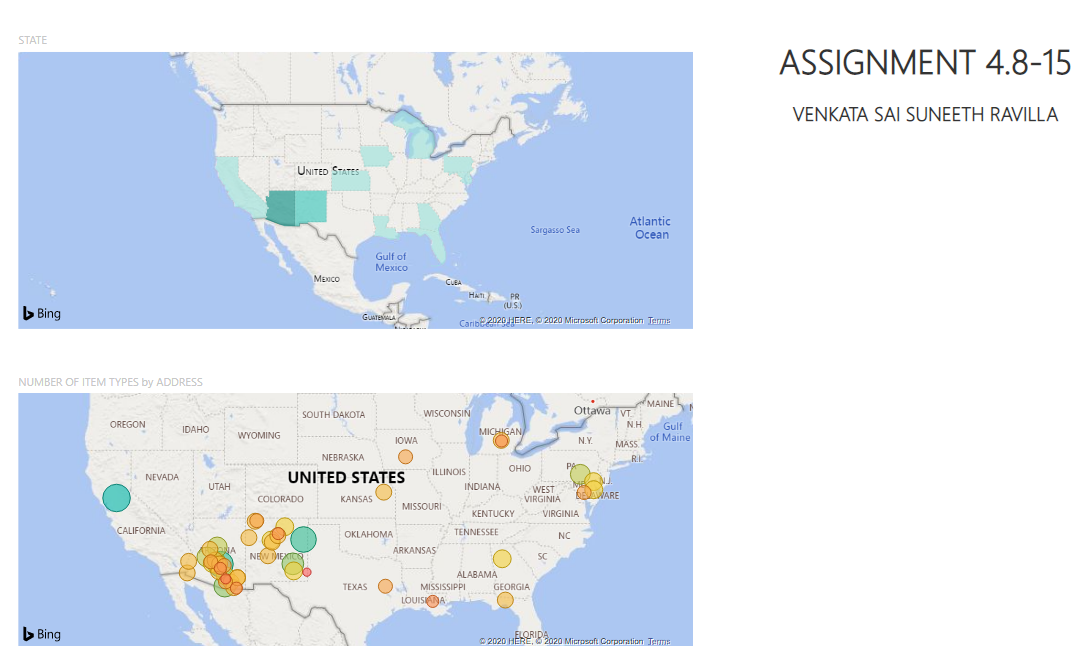 STATE
ASSIGNMENT 4.8-15
VENKATA SAI SUNEETH RAVILLA
UNITED STATES
Atlantic
Ocean
Sargasso Sea
Gulf of
Mexico
MEXICO
CUBA
Haiti
PR
(U.S.)
GUATEMALA
Caribbean Sea
Bing
© 2020 HERE, © 2020 Microsoft Corporation Terms
NUMBER OF ITEM TYPES by ADDRESS
OREGON
IDAHO
WYOMING
SOUTH DAKOTA
WISCONSIN
MICHIGAN
Ottawa
VT.
MAINE
N.H.
Gulf
of Maine
N.Y.
MASS.
R.I.
NEVADA
UTAH
COLORADO
NEBRASKA
IOWA
UNITED STATES
KANSAS
ILLINOIS
INDIANA
OHIO
PA
N.J.
DELAWARE
WEST
VIRGINIA
VIRGINIA
MISSOURI
KENTUCKY
CALIFORNIA
NEW MEXICO
OKLAHOMA
ARKANSAS
TENNESSEE
NC
SC
TEXAS
LOUISIANA
MISSISSIPPI
ALABAMA
GEORGIA
FLORIDA
Bing
© 2020 HERE, © 2020 Microsoft Corporation Terms